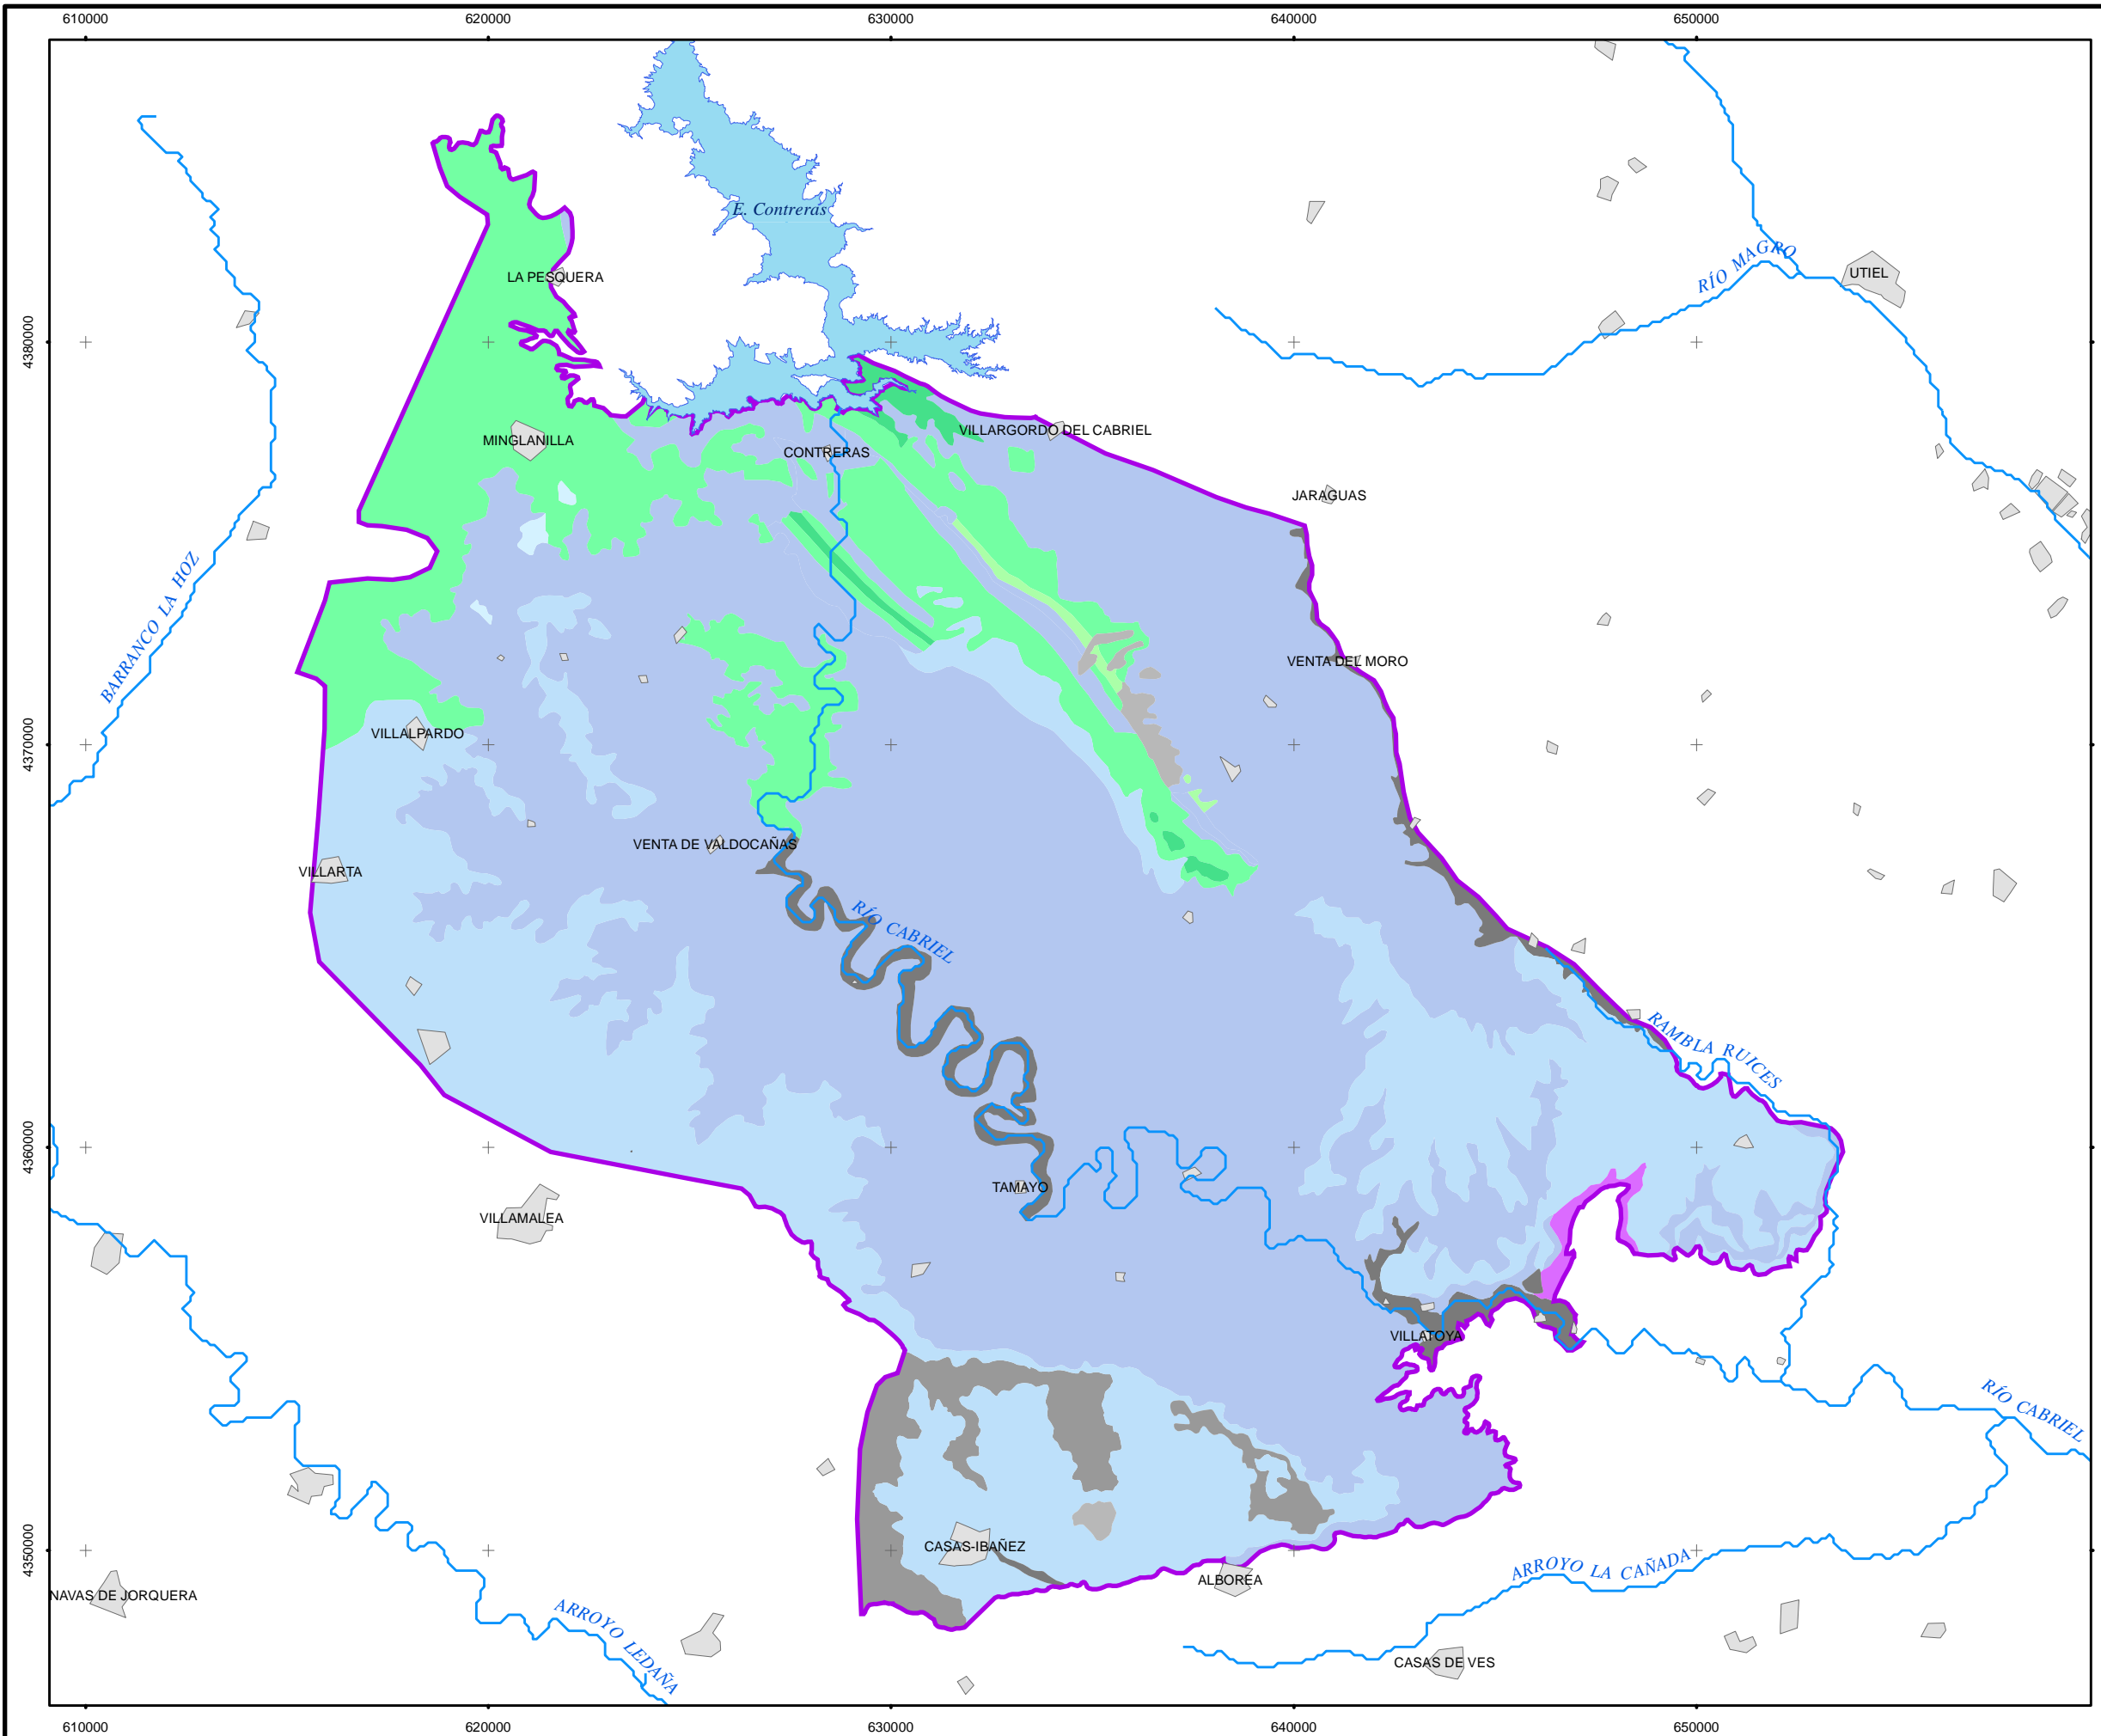 610000
620000
630000
640000
650000
E. Contreras
RÍO MAGRO
UTIEL
LA PESQUERA
4380000
MINGLANILLA
VILLARGORDO DEL CABRIEL
CONTRERAS
JARAGUAS
BARRANCO LA HOZ
VENTA DEL MORO
VILLALPARDO
4370000
VENTA DE VALDOCAÑAS
VILLARTA
RÍO CABRIEL
RAMBLA RUICES
4360000
TAMAYO
VILLAMALEA
VILLATOYA
RÍO CABRIEL
CASAS-IBAÑEZ
4350000
ALBOREA
ARROYO LA CAÑADA
NAVAS DE JORQUERA
ARROYO LEDAÑA
CASAS DE VES
610000
620000
630000
640000
650000